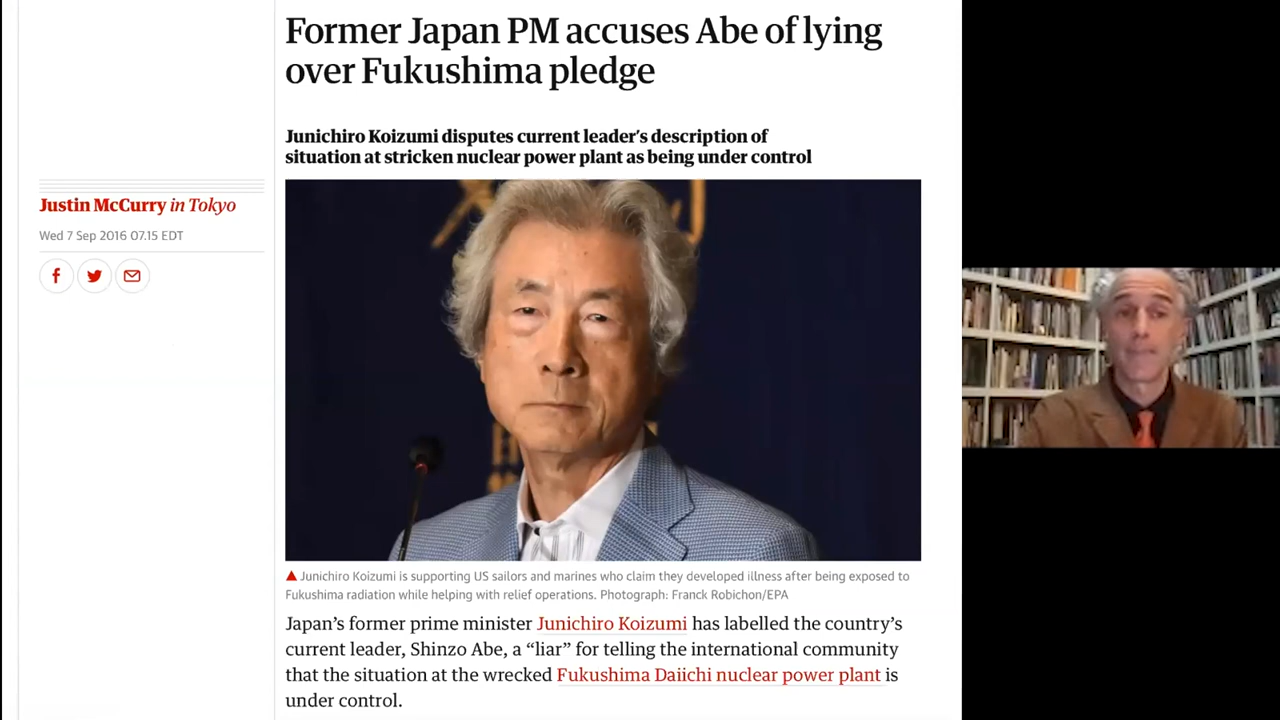 Former Japan PM accuses Abe of lying
over Fukushima pledge
Junichiro Koizumi disputes current leader's description of
situation at stricken nuclear power plant as being under control
Justin McCurry in Tokyo
Wed 7 Sep 2016 07.15 EDT
Junichiro Koizumi is supporting US sailors and marines who claim they developed illness after being exposed to
Fukushima radiation while helping with relief operations. Photograph: Franck Robichon/EPA
Japan's former prime minister Junichiro Koizumi has labelled the country's
current leader, Shinzo Abe, a “liar” for telling the international community
that the situation at the wrecked Fukushima Daiichi nuclear power plant is
under control.